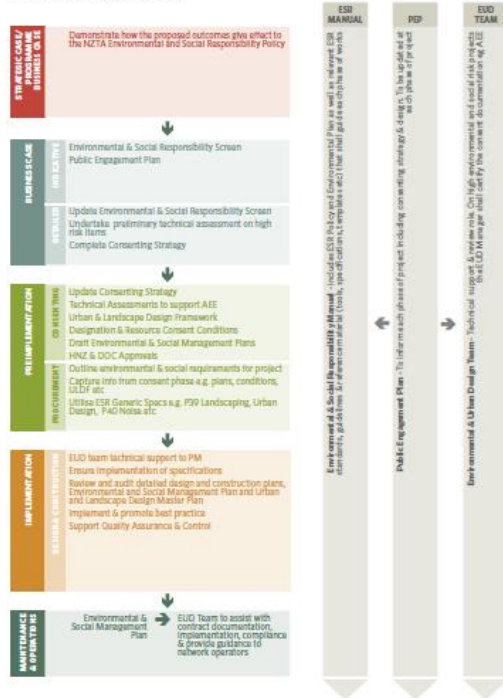 STRATEGIC CASE/
PROGRAMME
BUSINESS CASE
Demonstrate how the proposed outcomes give effect to
the NZTA Environmental and Social Responsibility Policy
BUSINESS CASE
INDICATIVE
Environmental & Social Responsibility Screen
Public Engagement Plan
DETAILED
Update Environmental & Social Responsibility Screen
Undertake preliminary technical assessment on high
risk items
Complete Consenting Strategy
PRE IMPLEMENTATION
CONSENTING
Update Consenting Strategy
Technical Assessments to support AEE
Urban & Landscape Design Framework
Designation & Resource Consent Conditions
Draft Environmental & Social Management Plans
HNZ & DOC Approvals
PROCUREMENT
Outline environmental & social requirements for project
Capture info from consent phase e.g. plans, conditions,
ULDF etc
Utilise ESR Generic Specs e.g. P39 Landscaping, Urban
Design, P40 Noise etc
IMPLEMENTATION
DESIGN & CONSTRUCTION
EUD team technical support to PM
Ensure implementation of specifications
Review and audit detailed design and construction plans,
Environmental and Social Management Plan and Urban
and Landscape Design Master Plan
Implement & promote best practice
Support Quality Assurance & Control
MAINTENANCE
& OPERATIONS
Environmental &
Social Management
Plan
EUD Team to assist with
contract documentation,
implementation, compliance
& provide guidance to
network operators
ESR
MANUAL
Environmental & Social Responsibility Manual - includes ESR Policy and Environmental Plan as well as relevant ESR
standards, guidelines & reference material (tools, specifications, templates etc) that shall guide each phase of works
PEP
Public Engagement Plan - To inform each phase of project including consenting strategy & design. To be updated at
each phase of project
EUD
TEAM
Environmental & Urban Design Team - Technical support & review role. On high environmental and social risk projects
the EUD Manager shall certify the consent documentation eg AEE